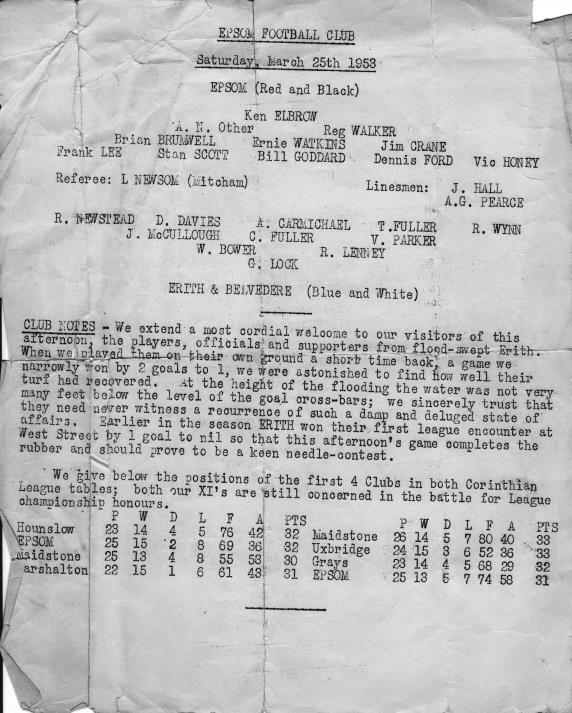 EPSOM FOOTBALL CLUB
Saturday, March 25th 1953
EPSOM (Red and Black)
Ken ELBROW
A. N. Other Reg WALKER
Brian BRUMWELL Ernie WATKINS Jim CRANE
Frank LEE Stan SCOTT Bill GODDARD Dennis FORD Vic HONEY
Referee: L NEWSOM (Mitcham) Linesmen: J. HALL
A.G. PEARCE
R. NEWSTEAD D. DAVIES A. CARMICHAEL T.FULLER R. WYNN
J. McCULLOUGH C. FULLER V. PARKER
W. BOWER R. LENNEY
G. LOCK
ERITH & BELVEDERE (Blue and White)
CLUB NOTES - We extend a most cordial welcome to our visitors of this
afternoon, the players, officials and supporters from flood-swept Erith.
When we played them on their own ground a short time back, a game we
narrowly won by 2 goals to 1, we were astonished to find how well their
turf had recovered. At the height of the flooding the water was not very
many feet below the level of the goal cross-bars; we sincerely trust that
they need never witness a recurrence of such a damp and deluged state of
affairs. Earlier in the season ERITH won their first league encounter at
West Street by 1 goal to nil so that this afternoon's game completes the
rubber and should prove to be a keen needle-contest.
We give below the positions of the first 4 Clubs in both Corinthian
League tables; both our XI's are still concerned in the battle for League
championship honours.
P W D L F A PTS P W D L F A PTS
Hounslow 23 14 4 5 76 42 32 Maidstone 26 14 5 7 80 40 33
EPSOM 25 15 2 8 69 36 32 Uxbridge 24 15 3 6 52 36 33
Maidstone 25 13 4 8 55 53 30 Grays 23 14 4 5 68 29 32
arshalton 22 15 1 6 61 43 31 EPSOM 25 13 5 7 74 58 31